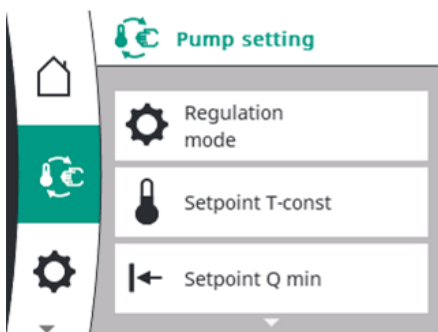 Pump setting
Regulation
mode
Setpoint T-const
Setpoint Q min